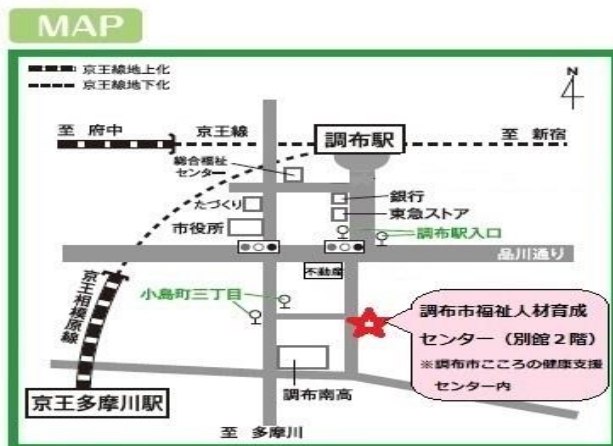 MAP
京王線地上化
京王線地下化
N
至 府中
京王線
調布駅
至 新宿
総合福祉
センター
たづくり
市役所
銀行
東急ストア
調布駅入口
品川通り
不動産
小島町三丁目
京王相模原線
調布市福祉人材育成
センター（別館２階）
※調布市こころの健康支援
センター内
調布南高
京王多摩川駅
至 多摩川